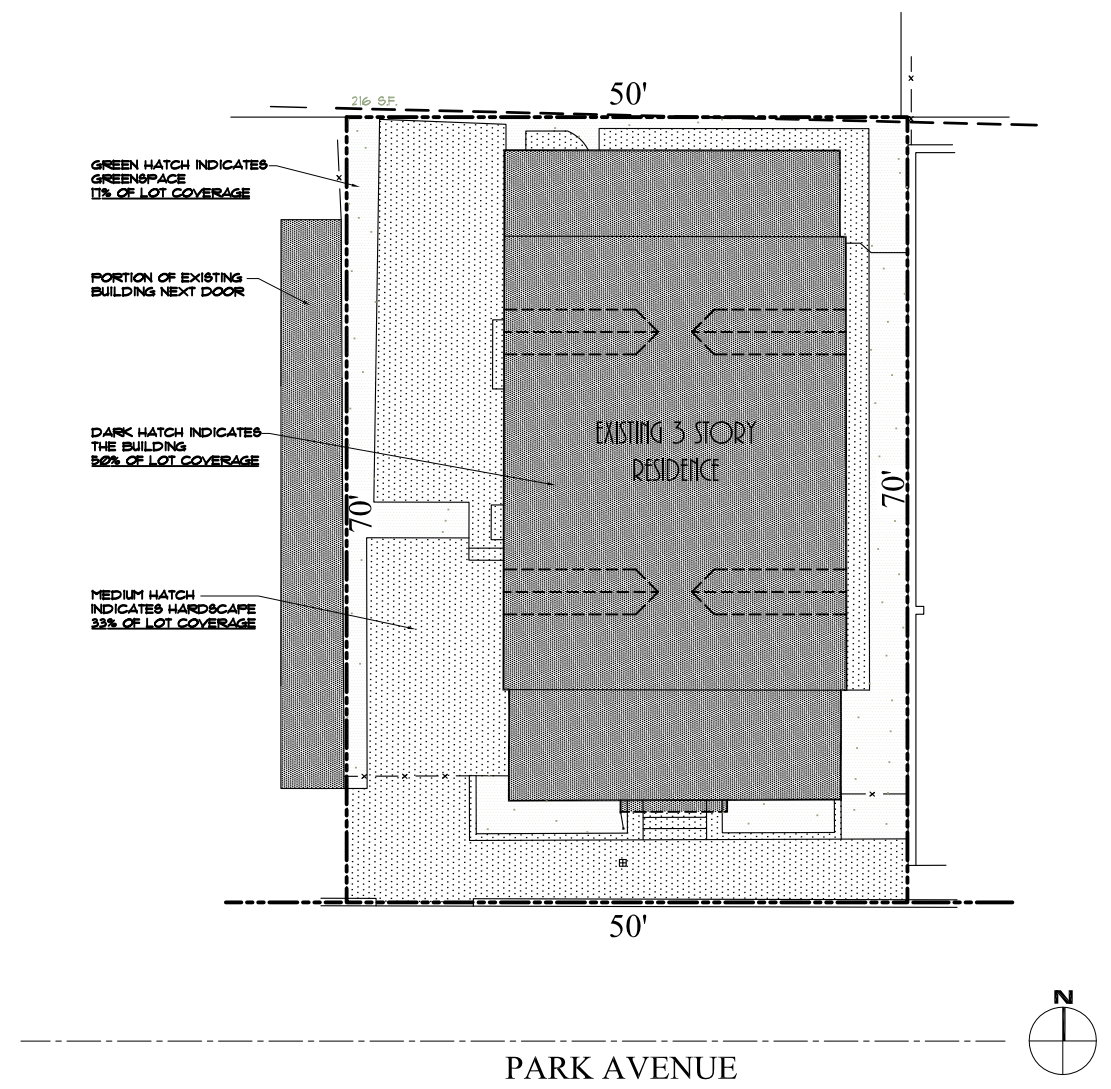 50'
216 S.F.
GREEN HATCH INDICATES
GREENSPACE
17% OF LOT COVERAGE
PORTION OF EXISTING
BUILDING NEXT DOOR
DARK HATCH INDICATES
THE BUILDING
50% OF LOT COVERAGE
EXISTING 3 STORY
RESIDENCE
70'
70'
MEDIUM HATCH
INDICATES HARDSCAPE
33% OF LOT COVERAGE
50'
N
PARK AVENUE